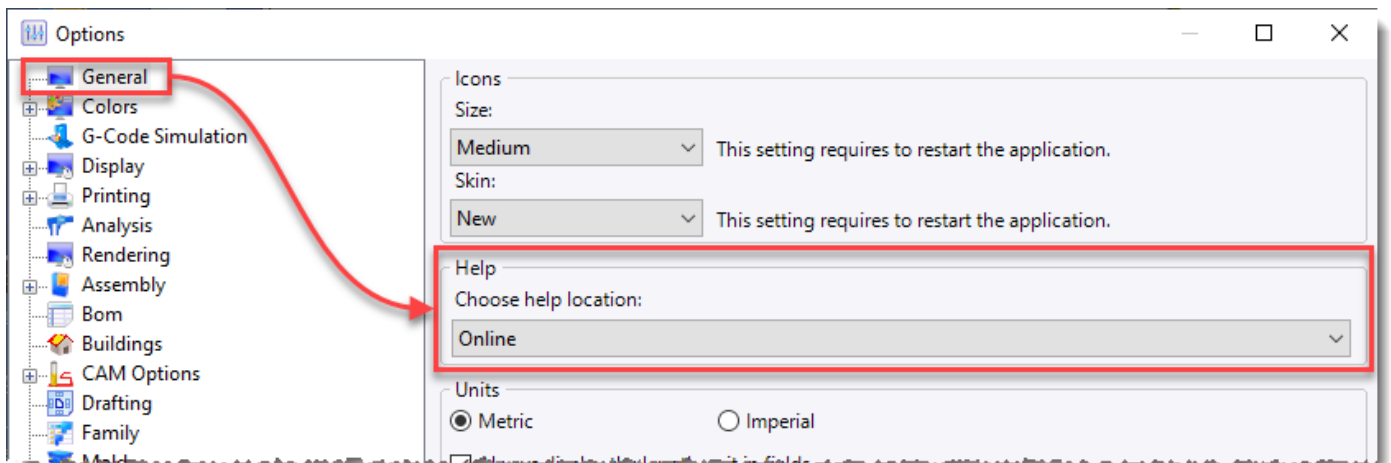 Options
General
Colors
G-Code Simulation
Display
Printing
Analysis
Rendering
Assembly
Bom
Buildings
CAM Options
Drafting
Family
Icons
Size:
Medium This setting requires to restart the application.
Skin:
New This setting requires to restart the application.
Help
Choose help location:
Online
Units
Metric Imperial